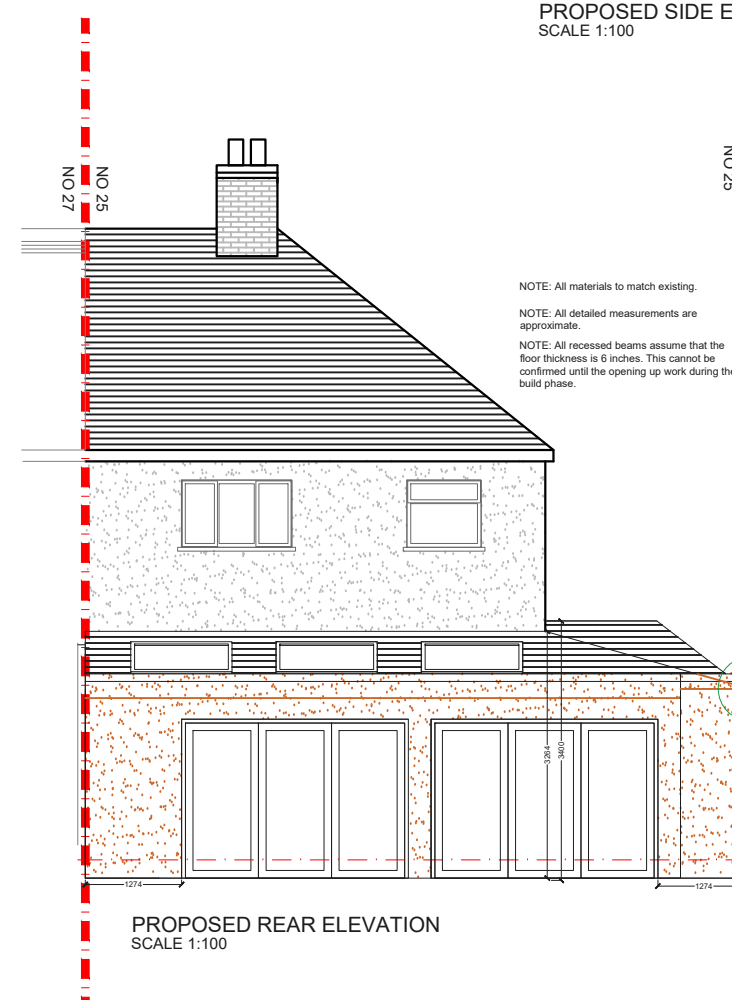 PROPOSED SIDE E
SCALE 1:100
NO 27
NO 25
NO 25
NOTE: All materials to match existing.
NOTE: All detailed measurements are
approximate.
NOTE: All recessed beams assume that the
floor thickness is 6 inches. This cannot be
confirmed until the opening up work during the
build phase.
3264
3400
1274
1274
PROPOSED REAR ELEVATION
SCALE 1:100